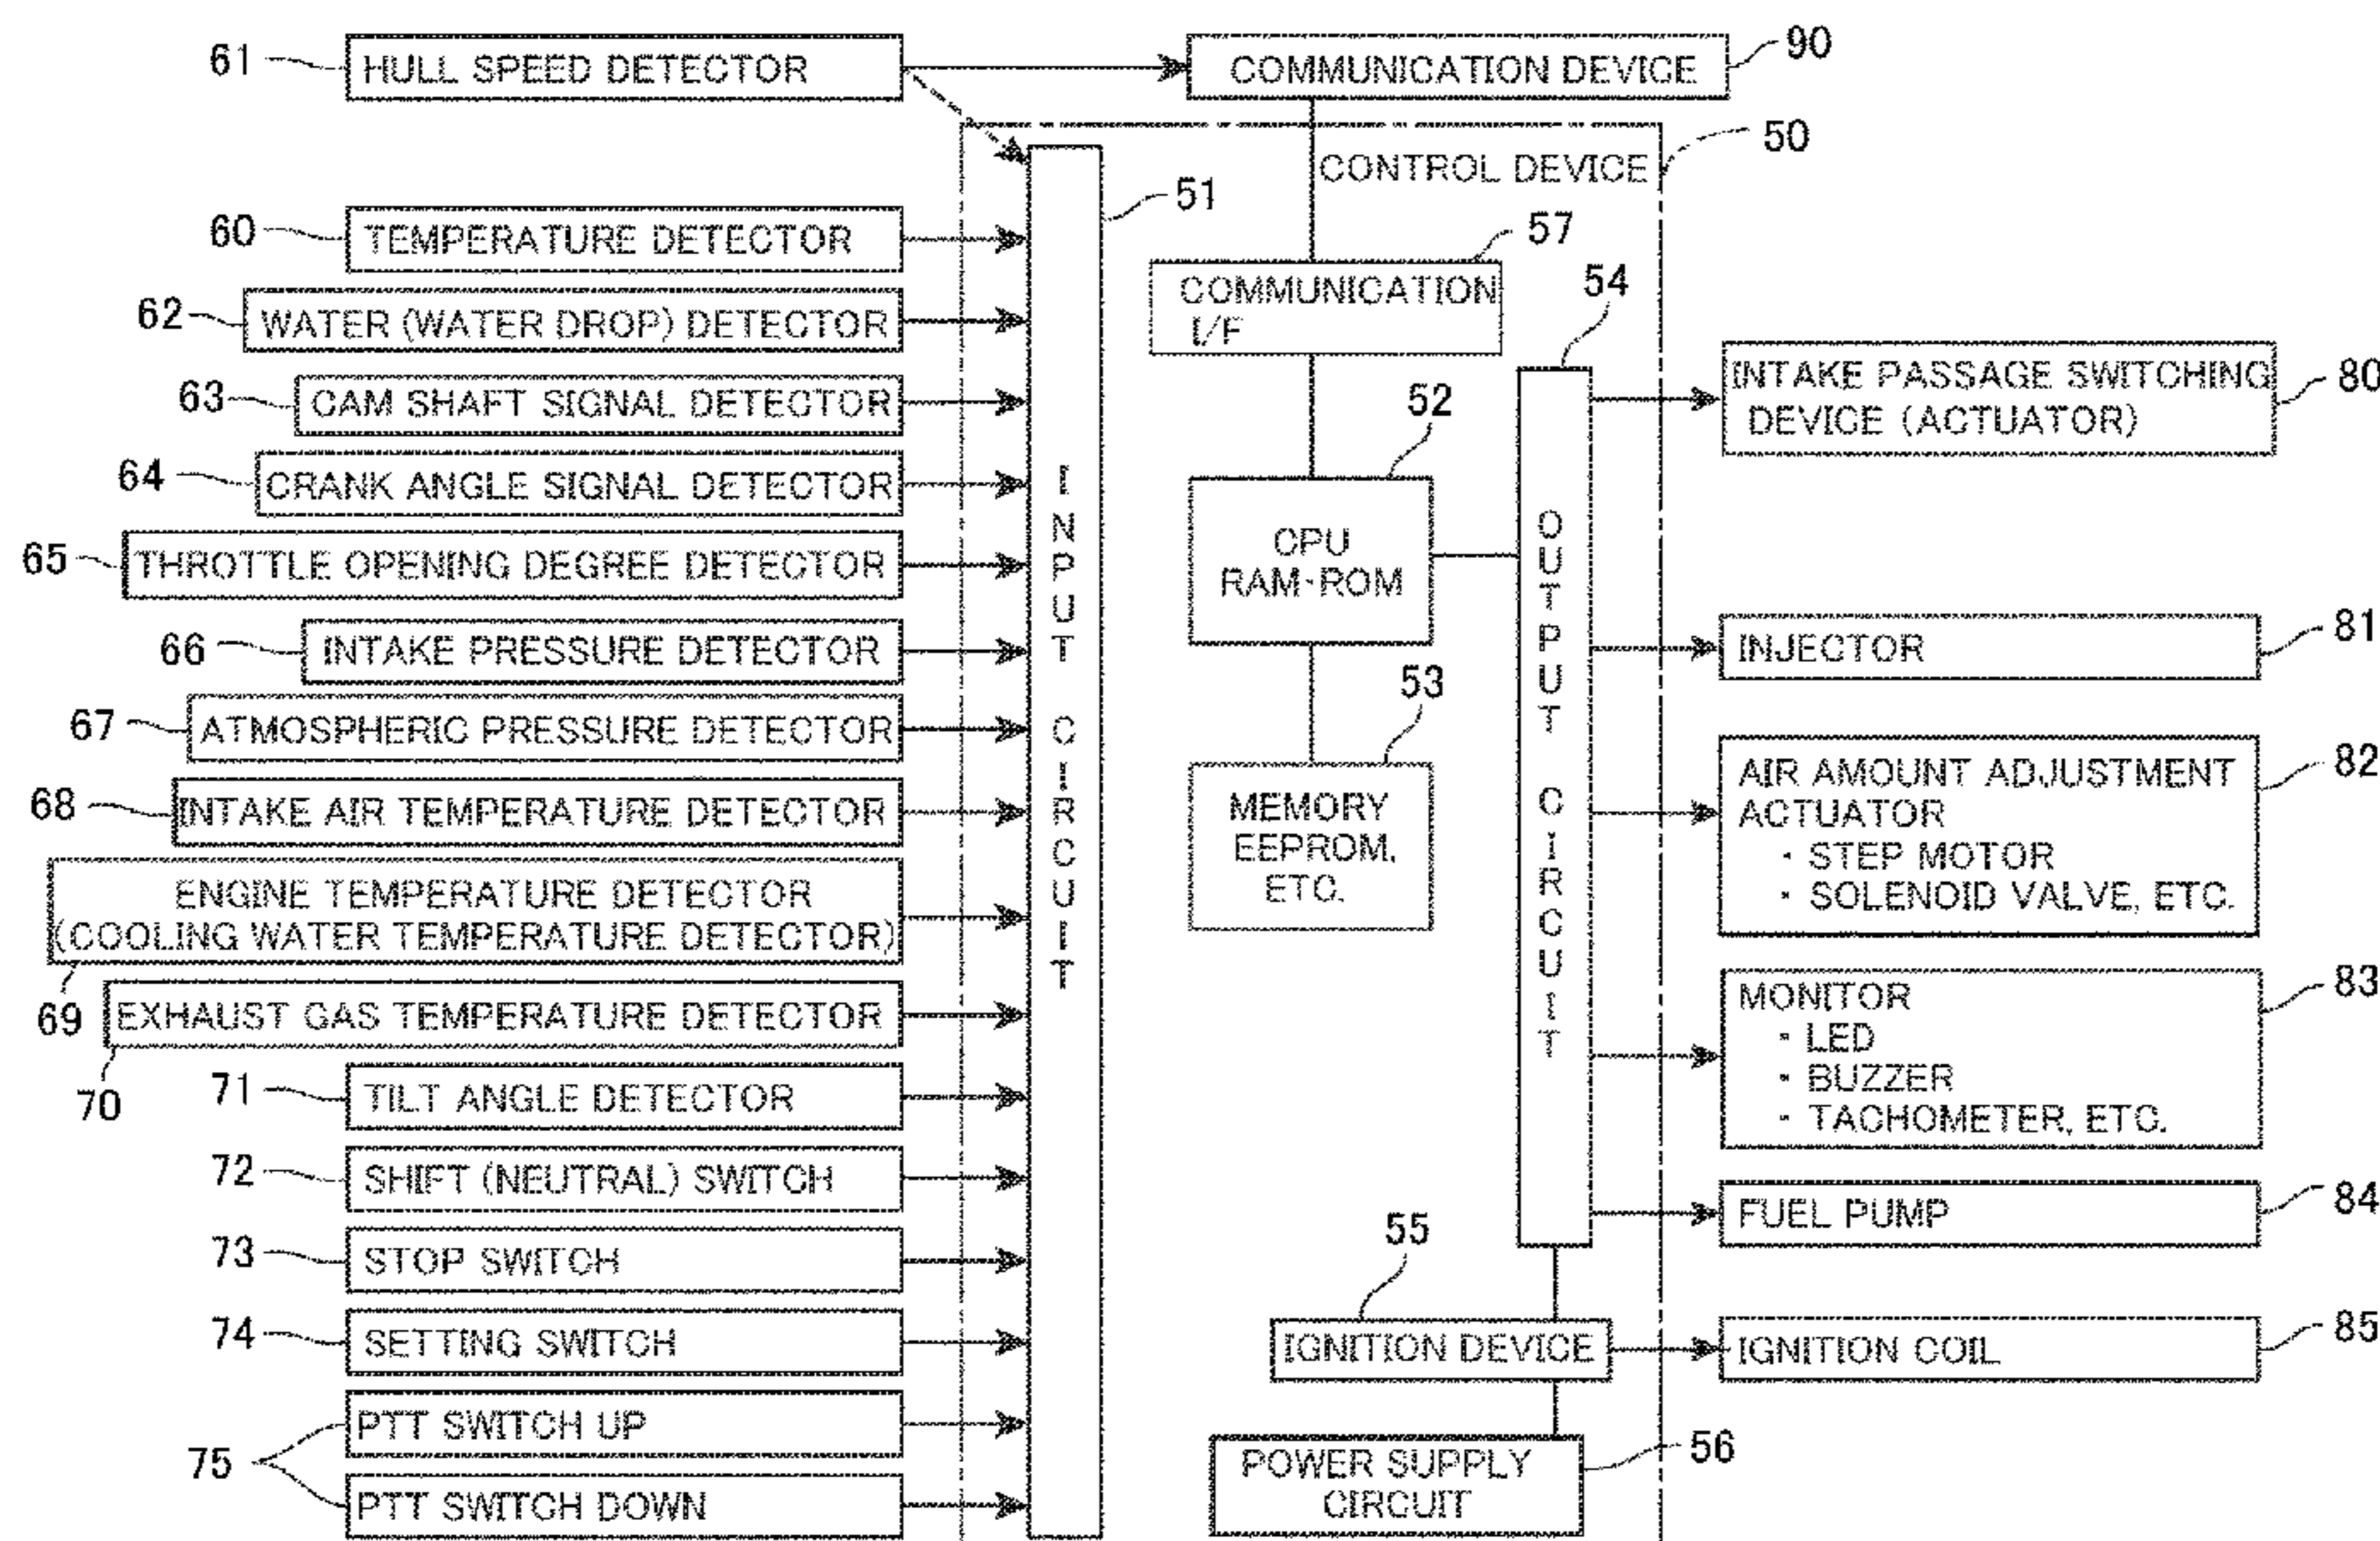 61 HULL SPEED DETECTOR
COMMUNICATION DEVICE 90
CONTROL DEVICE 50
51
60 TEMPERATURE DETECTOR
62 WATER (WATER DROP) DETECTOR
63 CAM SHAFT SIGNAL DETECTOR
64 CRANK ANGLE SIGNAL DETECTOR
65 THROTTLE OPENING DEGREE DETECTOR
66 INTAKE PRESSURE DETECTOR
67 ATMOSPHERIC PRESSURE DETECTOR
68 INTAKE AIR TEMPERATURE DETECTOR
ENGINE TEMPERATURE DETECTOR
(COOLING WATER TEMPERATURE DETECTOR)
69
EXHAUST GAS TEMPERATURE DETECTOR
70
71 TILT ANGLE DETECTOR
72 SHIFT (NEUTRAL) SWITCH
73 STOP SWITCH
74 SETTING SWITCH
75
PTT SWITCH UP
PTT SWITCH DOWN
INPUT CIRCUIT
57
COMMUNICATION
I/F
52
CPU
RAM·ROM
53
MEMORY
EEPROM,
ETC.
54
OUTPUT CIRCUIT
55
IGNITION DEVICE
POWER SUPPLY
CIRCUIT
56
INTAKE PASSAGE SWITCHING
DEVICE (ACTUATOR)
80
INJECTOR 81
AIR AMOUNT ADJUSTMENT
ACTUATOR
· STEP MOTOR
· SOLENOID VALVE, ETC.
82
MONITOR
· LED
· BUZZER
· TACHOMETER, ETC.
83
FUEL PUMP 84
IGNITION COIL 85